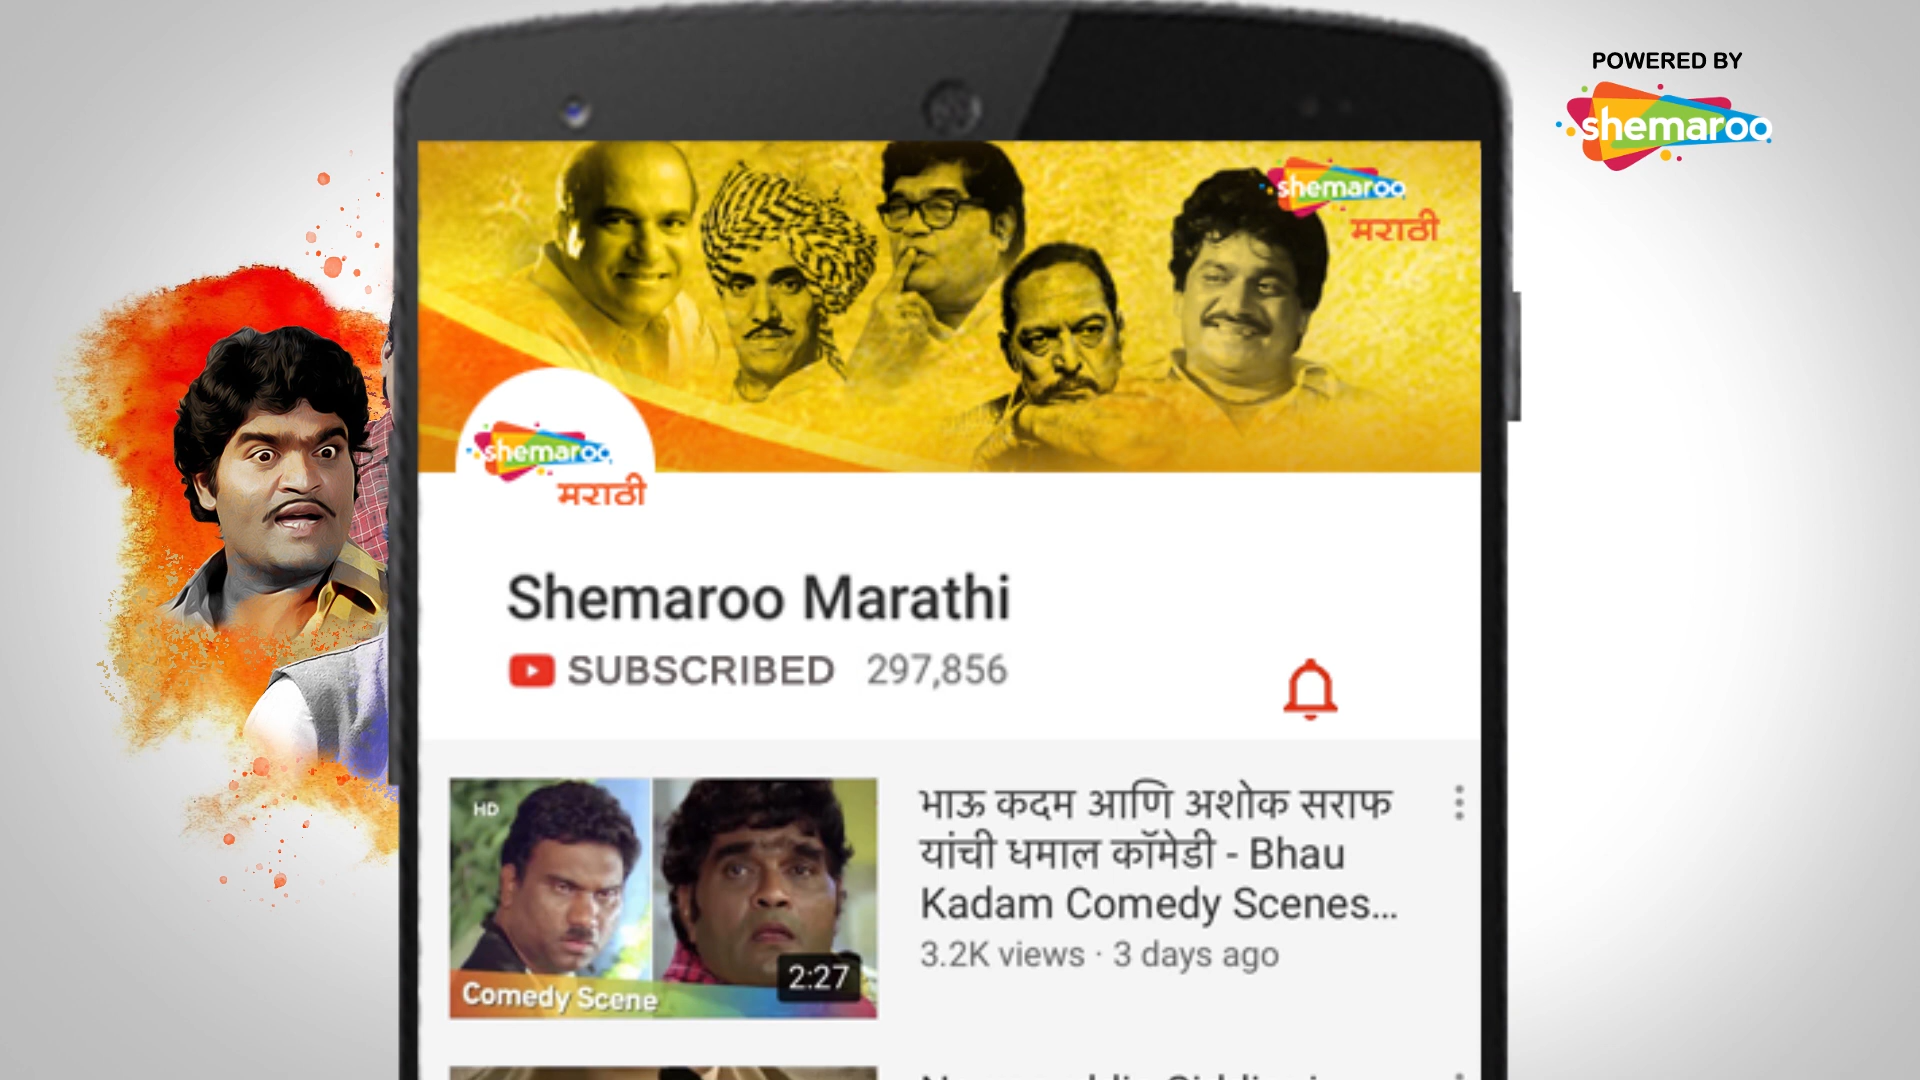 POWERED BY
shemaroo
shemaroo
मराठी
shemaroo
मराठी
Shemaroo Marathi
SUBSCRIBED 297,856
HD
Comedy Scene
2:27
भाऊ कदम आणि अशोक सराफ
यांची धमाल कॉमेडी - Bhau
Kadam Comedy Scenes...
3.2K views · 3 days ago